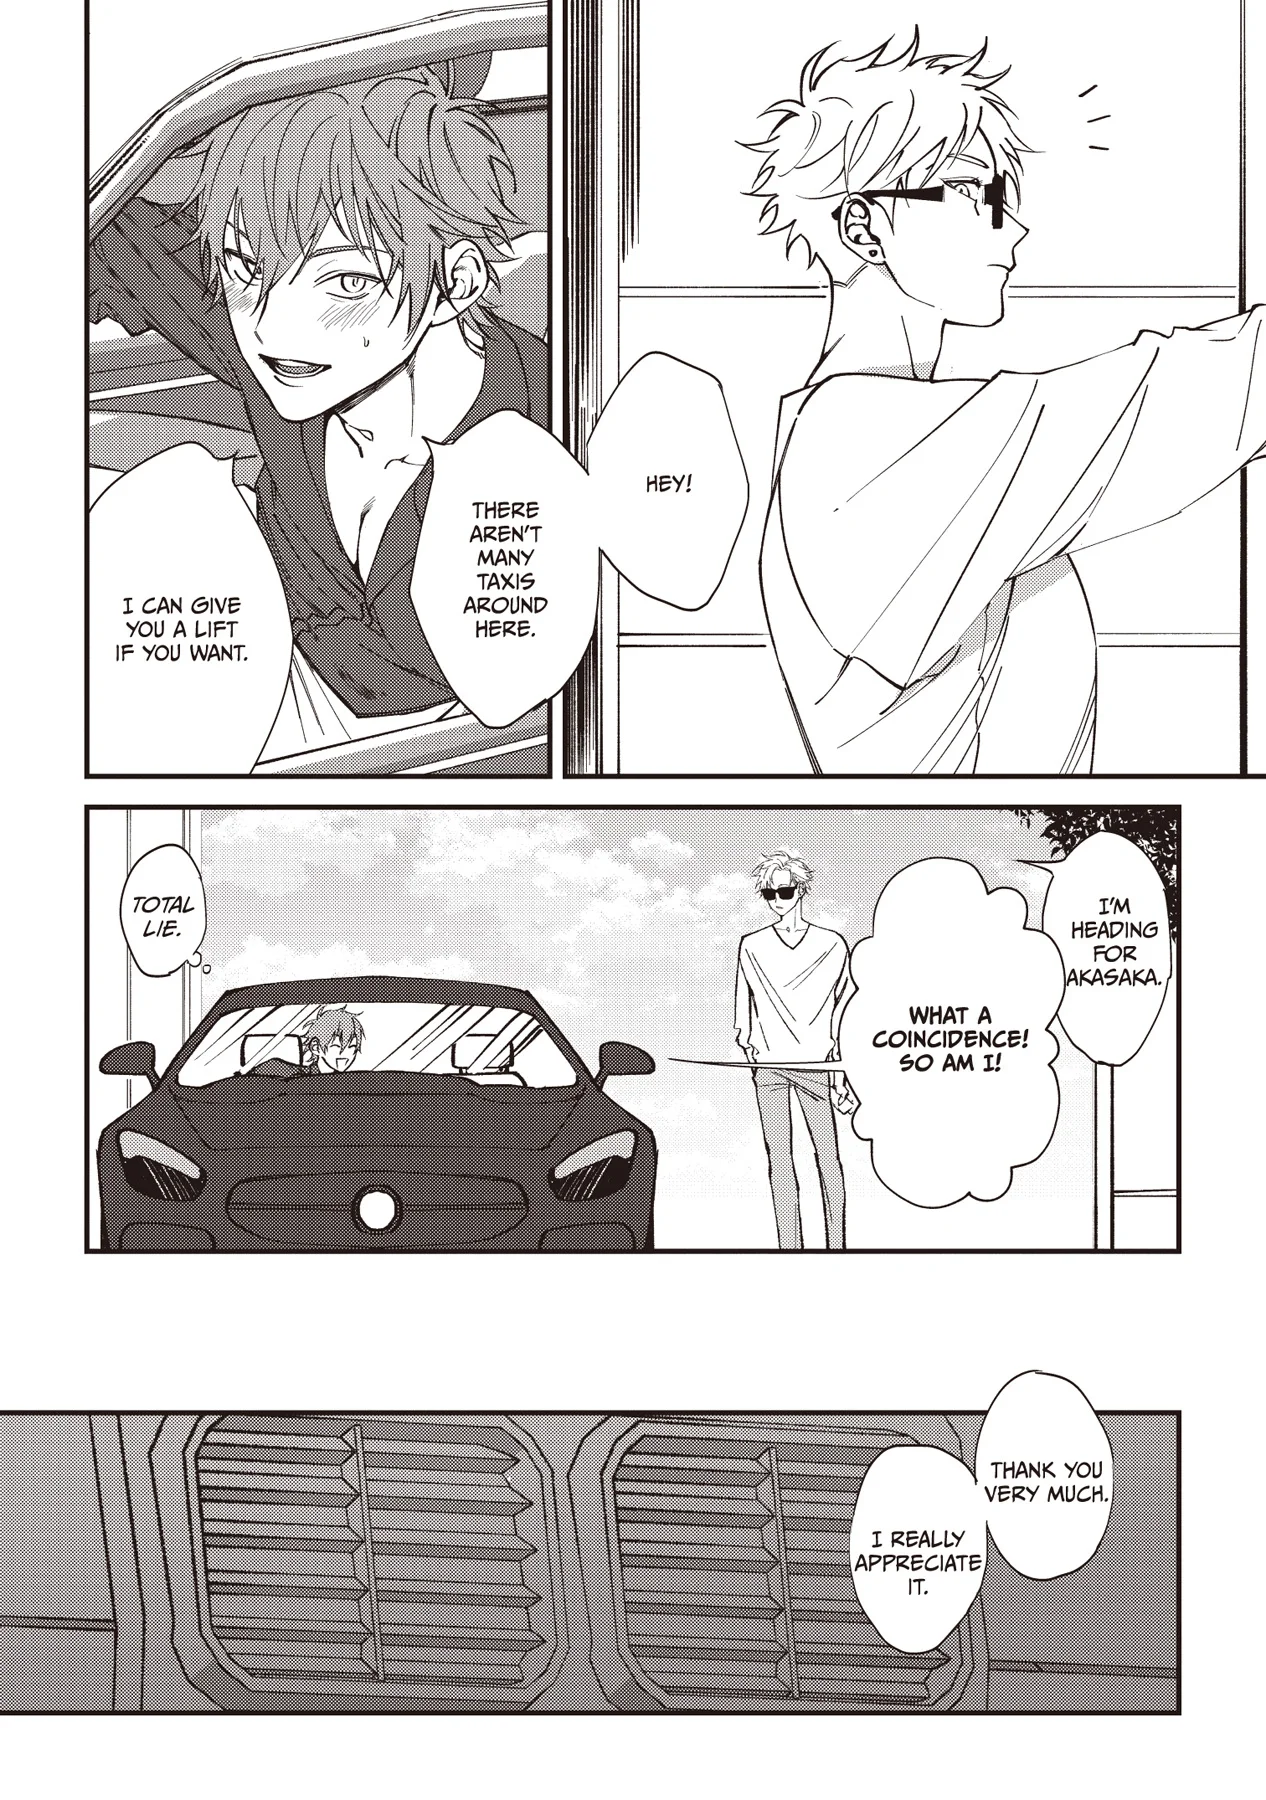 HEY!
THERE
AREN'T
MANY
TAXIS
AROUND
HERE.
I CAN GIVE
YOU A LIFT
IF YOU WANT.
I'M
HEADING
FOR
AKASAKA.
WHAT A
COINCIDENCE!
SO AM I!
TOTAL
LIE.
THANK YOU
VERY MUCH.
I REALLY
APPRECIATE
IT.